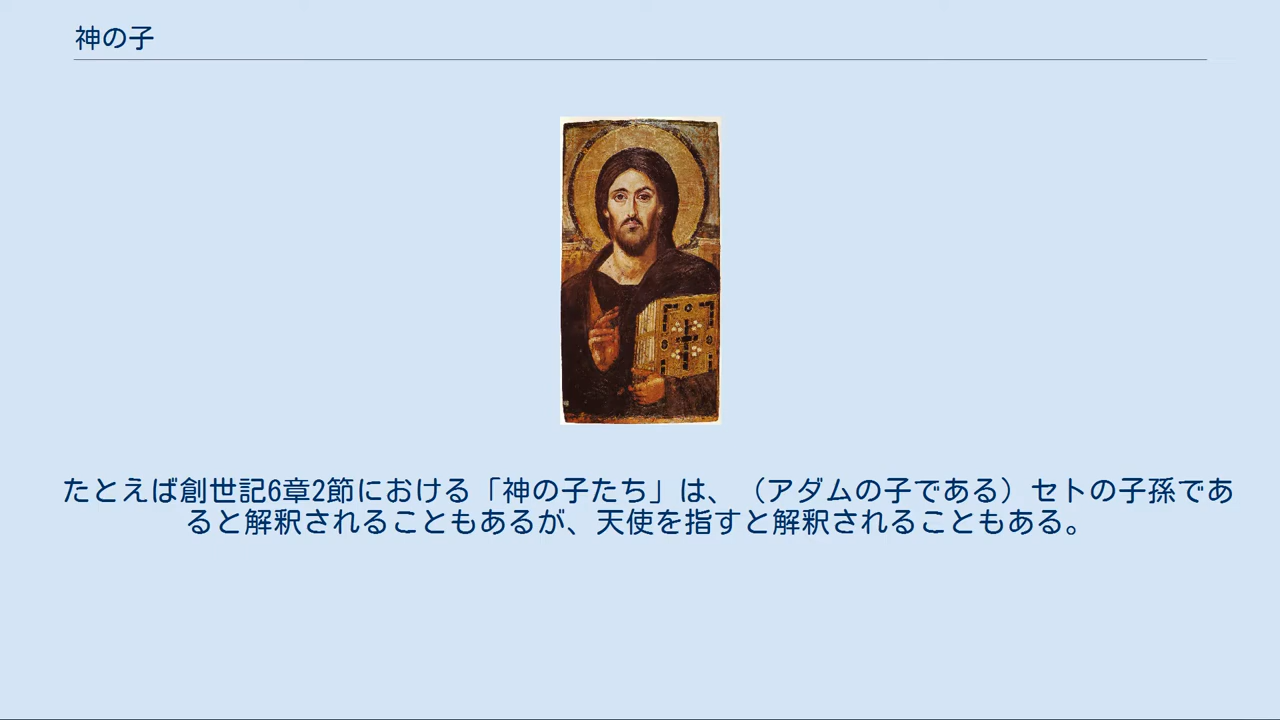 神の子
たとえば創世記6章2節における「神の子たち」は、（アダムの子である）セトの子孫であ
ると解釈されることもあるが、天使を指すと解釈されることもある。